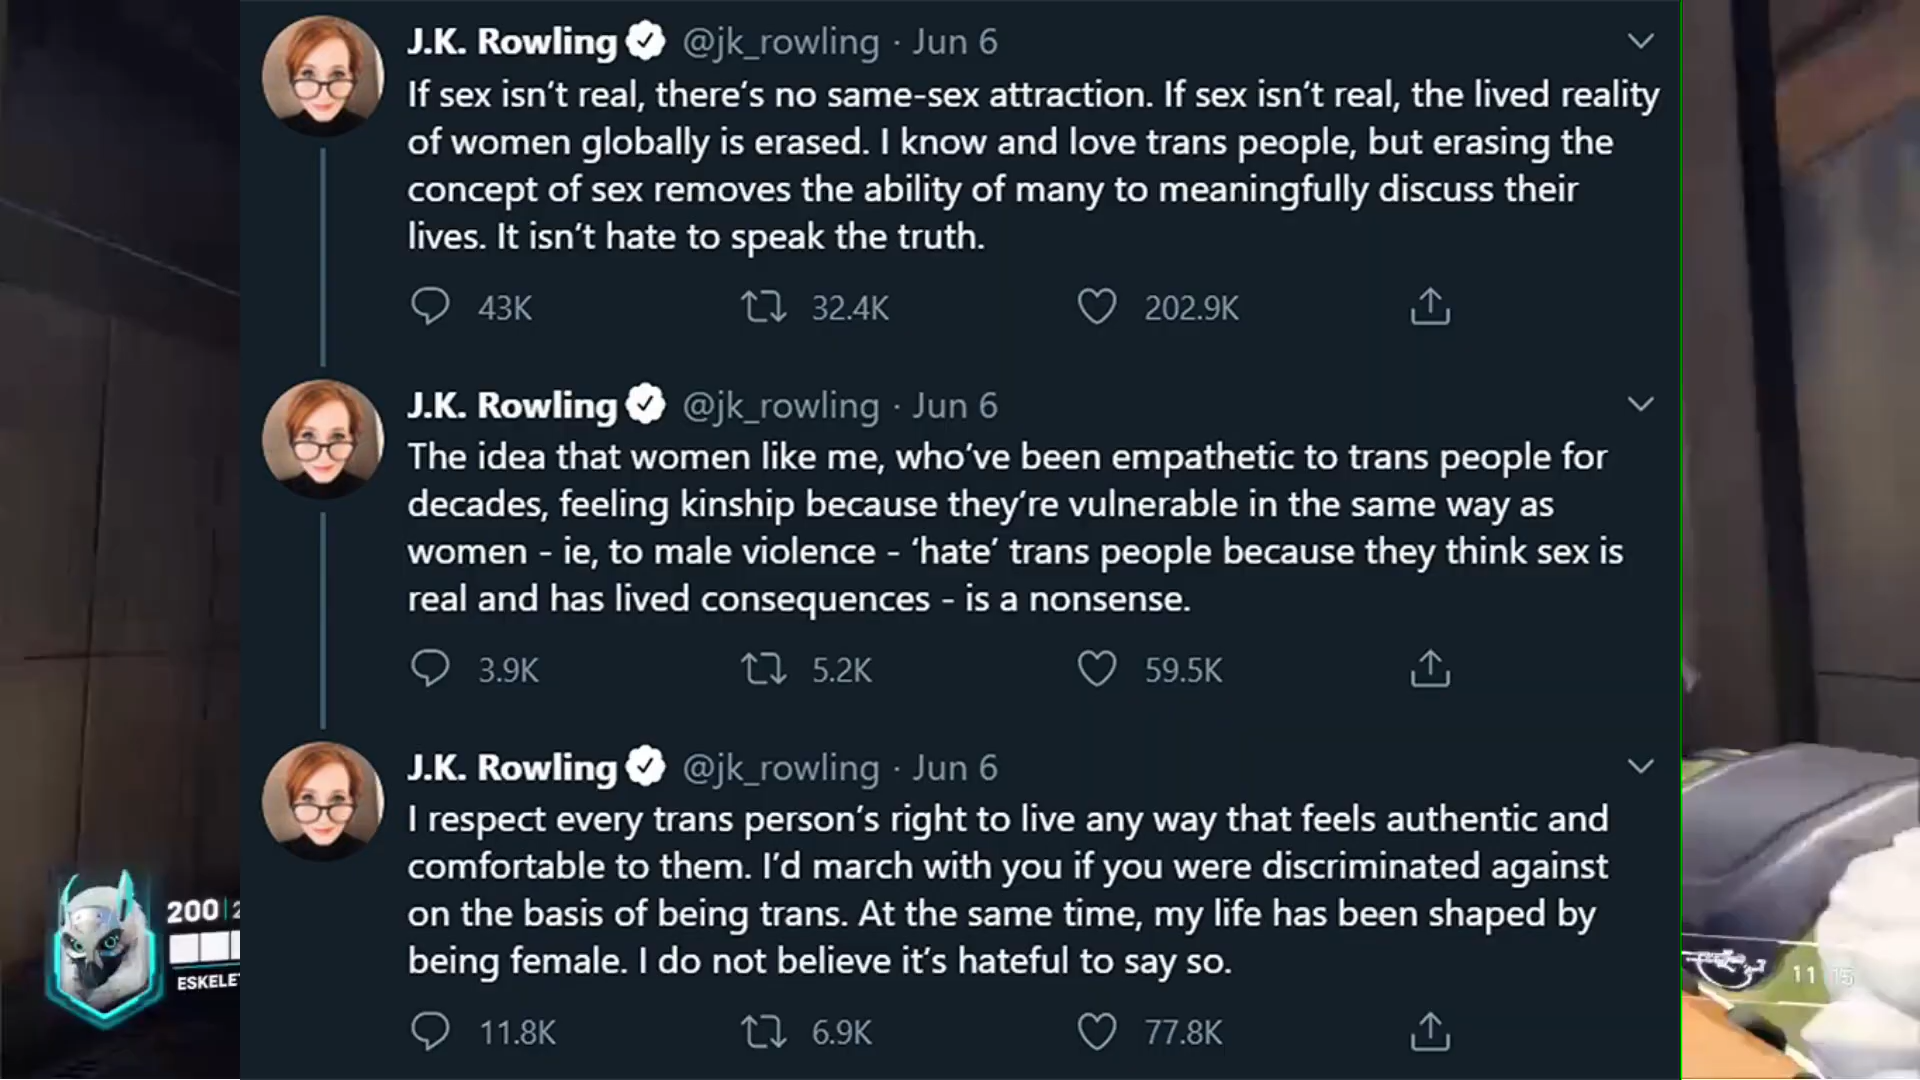 J.K. Rowling @jk_rowling · Jun 6
If sex isn’t real, there‘s no same-sex attraction. If sex isn’t real, the lived reality
of women globally is erased. I know and love trans people, but erasing the
concept of sex removes the ability of many to meaningfully discuss their
lives. It isn’t hate to speak the truth.
43K 32.4K 202.9K
J.K. Rowling @jk_rowling · Jun 6
The idea that women like me, who’ve been empathetic to trans people for
decades, feeling kinship because they’re vulnerable in the same way as
women - ie, to male violence - ‘hate’ trans people because they think sex is
real and has lived consequences - is a nonsense.
3.9K 5.2K 59.5K
J.K. Rowling @jk_rowling · Jun 6
I respect every trans person’s right to live any way that feels authentic and
comfortable to them. I’d march with you if you were discriminated against
on the basis of being trans. At the same time, my life has been shaped by
being female. I do not believe it’s hateful to say so.
11.8K 6.9K 77.8K
200
ESKELE
11 15